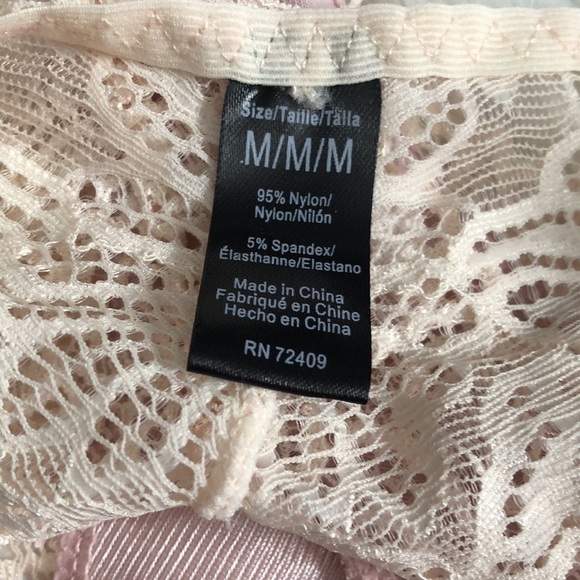 Size/Taille/Talla
M/M/M
95% Nylon/
Nylon/Nilón
5% Spandex/
Élasthanne/Elastano
Made in China
Fabriqué en Chine
Hecho en China
RN 72409